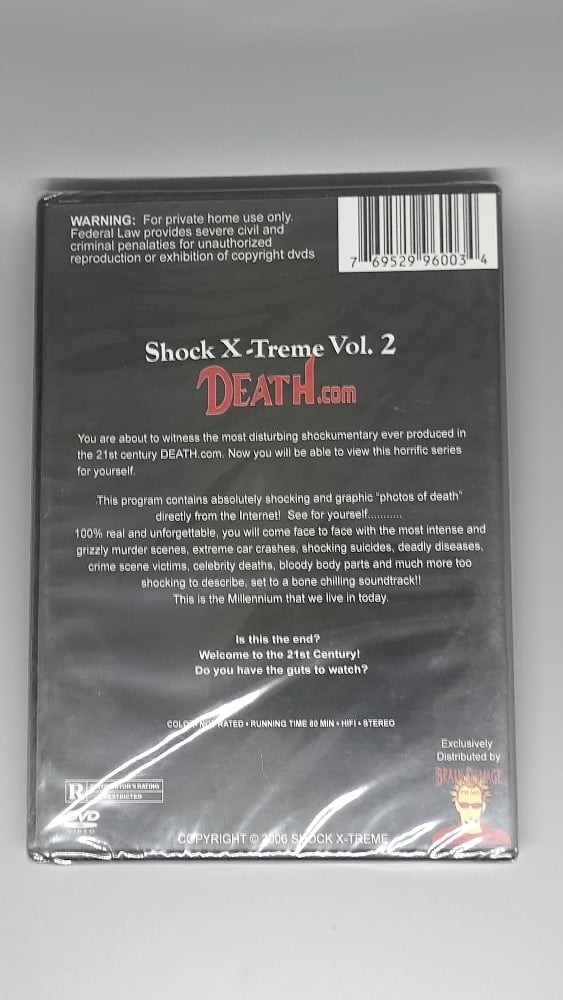 WARNING: For private home use only.
Federal Law provides severe civil and
criminal penalaties for unauthorized
reproduction or exhibition of copyright dvds
7 69529 96003 4
Shock X-Treme Vol. 2
DEATH.com
You are about to witness the most disturbing shockumentary ever produced in
the 21st century DEATH.com. Now you will be able to view this horrific series
for yourself.
This program contains absolutely shocking and graphic "photos of death"
directly from the Internet! See for yourself...........
100% real and unforgettable, you will come face to face with the most intense and
grizzly murder scenes, extreme car crashes, shocking suicides, deadly diseases,
crime scene victims, celebrity deaths, bloody body parts and much more too
shocking to describe, set to a bone chilling soundtrack!!
This is the Millennium that we live in today.
Is this the end?
Welcome to the 21st Century!
Do you have the guts to watch?
RATED • RUNNING TIME 80 MIN • HIFI • STEREO
Exclusively
Distributed by
BRAIN DAMAGE
R
RATING
RESTRICTED
DVD
VIDEO
COPYRIGHT © 2006 SHOCK X-TREME